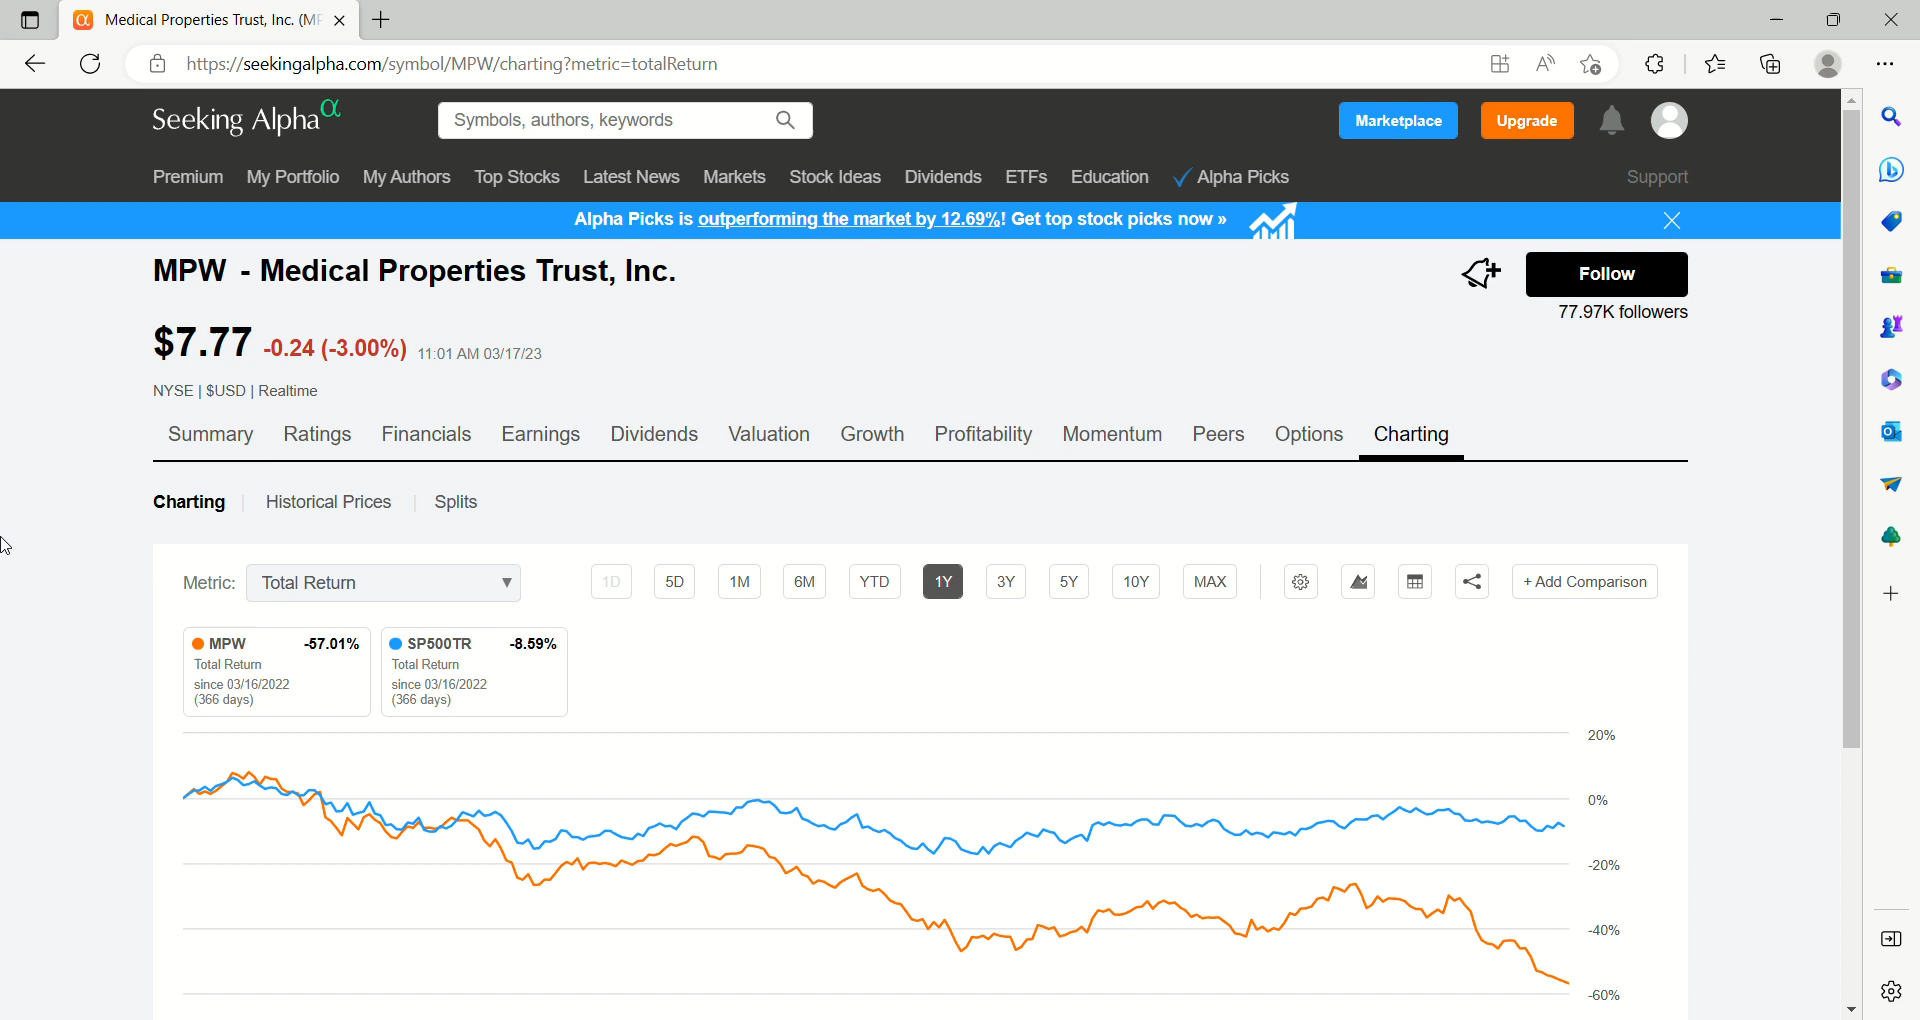 Medical Properties Trust, Inc. (MP
https://seekingalpha.com/symbol/MPW/charting?metric=totalReturn
Seeking Alpha α
Symbols, authors, keywords
Marketplace
Upgrade
Premium My Portfolio My Authors Top Stocks Latest News Markets Stock Ideas Dividends ETFs Education Alpha Picks Support
Alpha Picks is outperforming the market by 12.69%! Get top stock picks now »
MPW - Medical Properties Trust, Inc.
Follow
77.97K followers
$7.77 -0.24 (-3.00%) 11:01 AM 03/17/23
NYSE | $USD | Realtime
Summary Ratings Financials Earnings Dividends Valuation Growth Profitability Momentum Peers Options Charting
Charting Historical Prices Splits
Metric: Total Return 1D 5D 1M 6M YTD 1Y 3Y 5Y 10Y MAX + Add Comparison
MPW -57.01%
Total Return
since 03/16/2022
(366 days)
SP500TR -8.59%
Total Return
since 03/16/2022
(366 days)
20%
0%
-20%
-40%
-60%